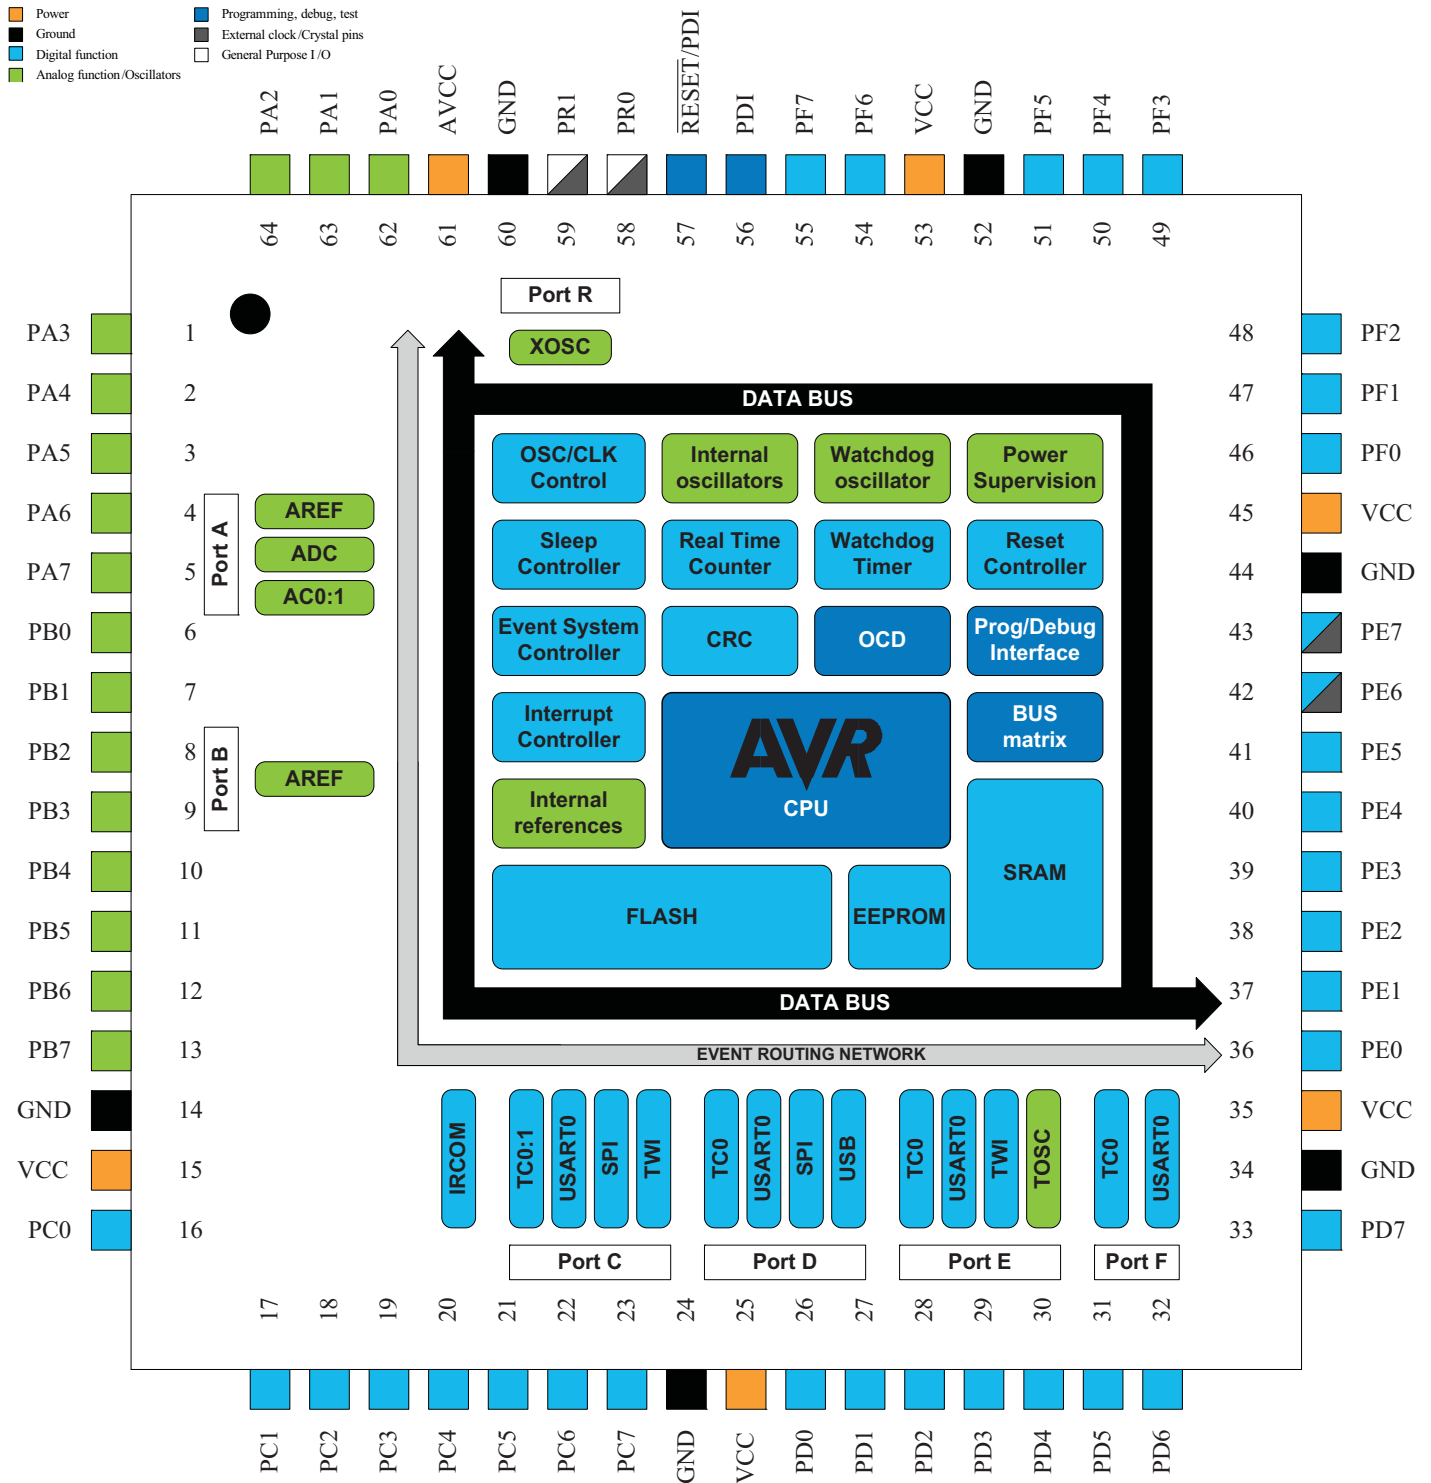 Power
Ground
Digital function
Analog function/Oscillators
Programming, debug, test
External clock/Crystal pins
General Purpose I/O
PA2
PA1
PA0
AVCC
GND
PR1
PR0
RESET/PDI
PDI
PF7
PF6
VCC
GND
PF5
PF4
PF3
64
63
62
61
60
59
58
57
56
55
54
53
52
51
50
49
PA3 1
PA4 2
PA5 3
PA6 4
PA7 5
PB0 6
PB1 7
PB2 8
PB3 9
PB4 10
PB5 11
PB6 12
PB7 13
GND 14
VCC 15
PC0 16
Port R
XOSC
DATA BUS
Port A
AREF
ADC
AC0:1
Port B
AREF
OSC/CLK
Control
Internal
oscillators
Watchdog
oscillator
Power
Supervision
Sleep
Controller
Real Time
Counter
Watchdog
Timer
Reset
Controller
Event System
Controller
CRC
OCD
Prog/Debug
Interface
Interrupt
Controller
AVR
CPU
BUS
matrix
Internal
references
SRAM
FLASH
EEPROM
DATA BUS
EVENT ROUTING NETWORK
48 PF2
47 PF1
46 PF0
45 VCC
44 GND
43 PE7
42 PE6
41 PE5
40 PE4
39 PE3
38 PE2
37 PE1
36 PE0
35 VCC
34 GND
33 PD7
IRCOM
TC0:1
USART0
SPI
TWI
TC0
USART0
SPI
USB
TC0
USART0
TWI
TOSC
TC0
USART0
Port C
Port D
Port E
Port F
17
18
19
20
21
22
23
24
25
26
27
28
29
30
31
32
PC1
PC2
PC3
PC4
PC5
PC6
PC7
GND
VCC
PD0
PD1
PD2
PD3
PD4
PD5
PD6